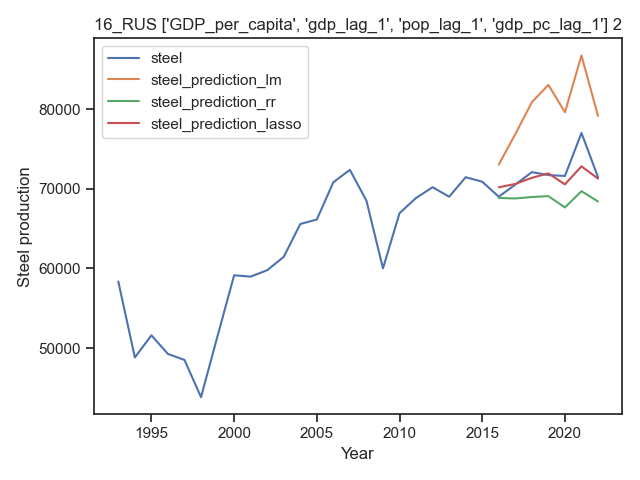 16_RUS ['GDP_per_capita', 'gdp_lag_1', 'pop_lag_1', 'gdp_pc_lag_1'] 2
steel
steel_prediction_lm
steel_prediction_rr
steel_prediction_lasso
Steel production
80000
70000
60000
50000
1995
2000
2005
2010
2015
2020
Year